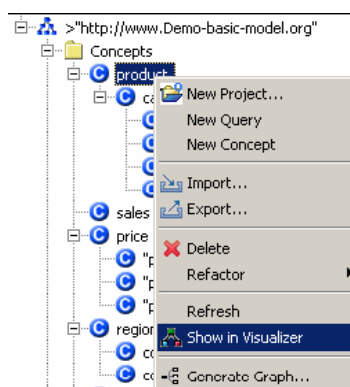 >"http://www.Demo-basic-model.org"
Concepts
product
New Project...
New Query
New Concept
Import...
sales
Export...
price
Delete
Refactor
Refresh
region
Show in Visualizer
Generate Graph...